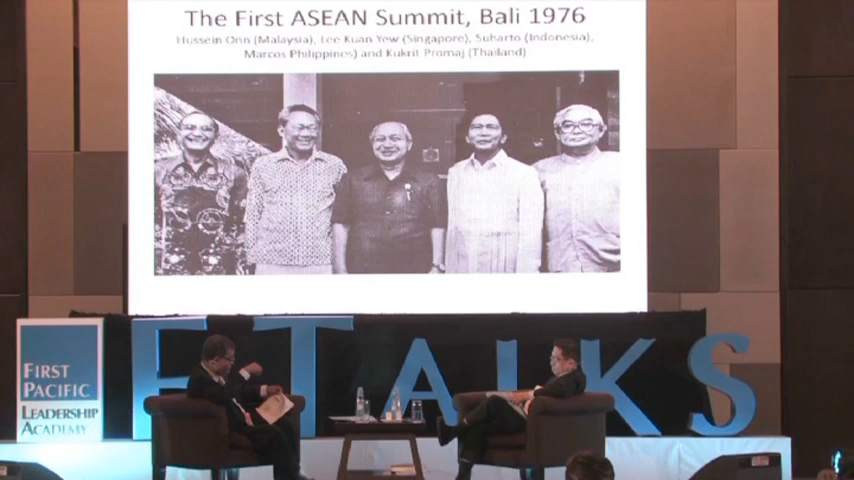 The First ASEAN Summit, Bali 1976
Hussein Onn (Malaysia), Lee Kuan Yew (Singapore), Suharto (Indonesia),
Marcos Philippines) and Kukrit Promaj (Thailand)
FIRST
PACIFIC
LEADERSHIP
ACADEMY
ETALKS